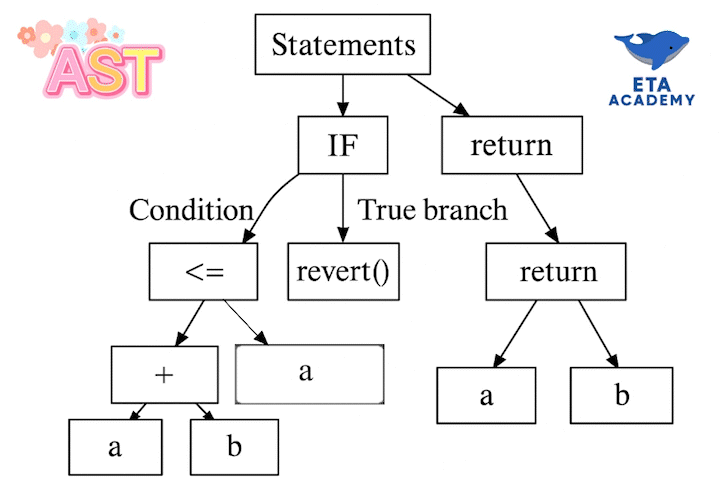 AST
Statements
ETA
ACADEMY
IF
return
Condition
True branch
<=
revert()
return
+
a
a
b
a
b